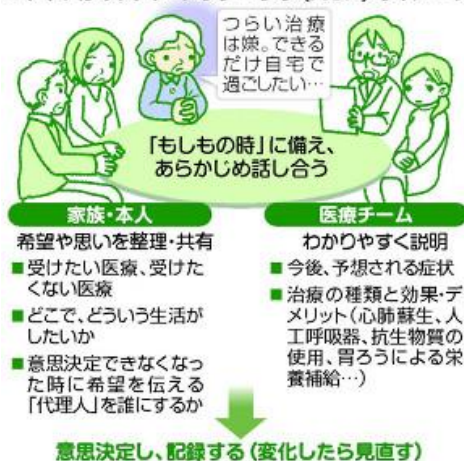 つらい治療
は嫌。できる
だけ自宅で
過ごしたい…
「もしもの時」に備え、
あらかじめ話し合う
家族・本人
希望や思いを整理・共有
■受けたい医療、受けた
くない医療
■どこで、どういう生活が
したいか
■意思決定できなくなっ
た時に希望を伝える
「代理人」を誰にするか
医療チーム
わかりやすく説明
■今後、予想される症状
■治療の種類と効果・デ
メリット(心肺蘇生、人
工呼吸器、抗生物質の
使用、胃ろうによる栄
養補給…)
意思決定し、記録する(変化したら見直す)